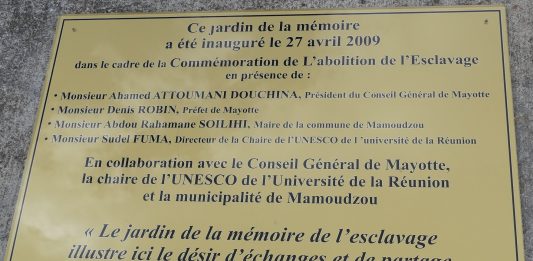 Ce jardin de la mémoire
a été inauguré le 27 avril 2009
dans le cadre de la Commémoration de L'abolition de l'Esclavage
en présence de :
• Monsieur Ahamed ATTOUMANI DOUCHINA, Président du Conseil Général de Mayotte
• Monsieur Denis ROBIN, Préfet de Mayotte
• Monsieur Abdou Rahamane SOILIHI, Maire de la commune de Mamoudzou
• Monsieur Sudel FUMA, Directeur de la Chaire de l'UNESCO de L'université de la Réunion
En collaboration avec le Conseil Général de Mayotte,
la chaire de l'UNESCO de l'Université de la Réunion
et la municipalité de Mamoudzou
« Le jardin de la mémoire de l'esclavage
illustre ici le désir d'échanges et de partage